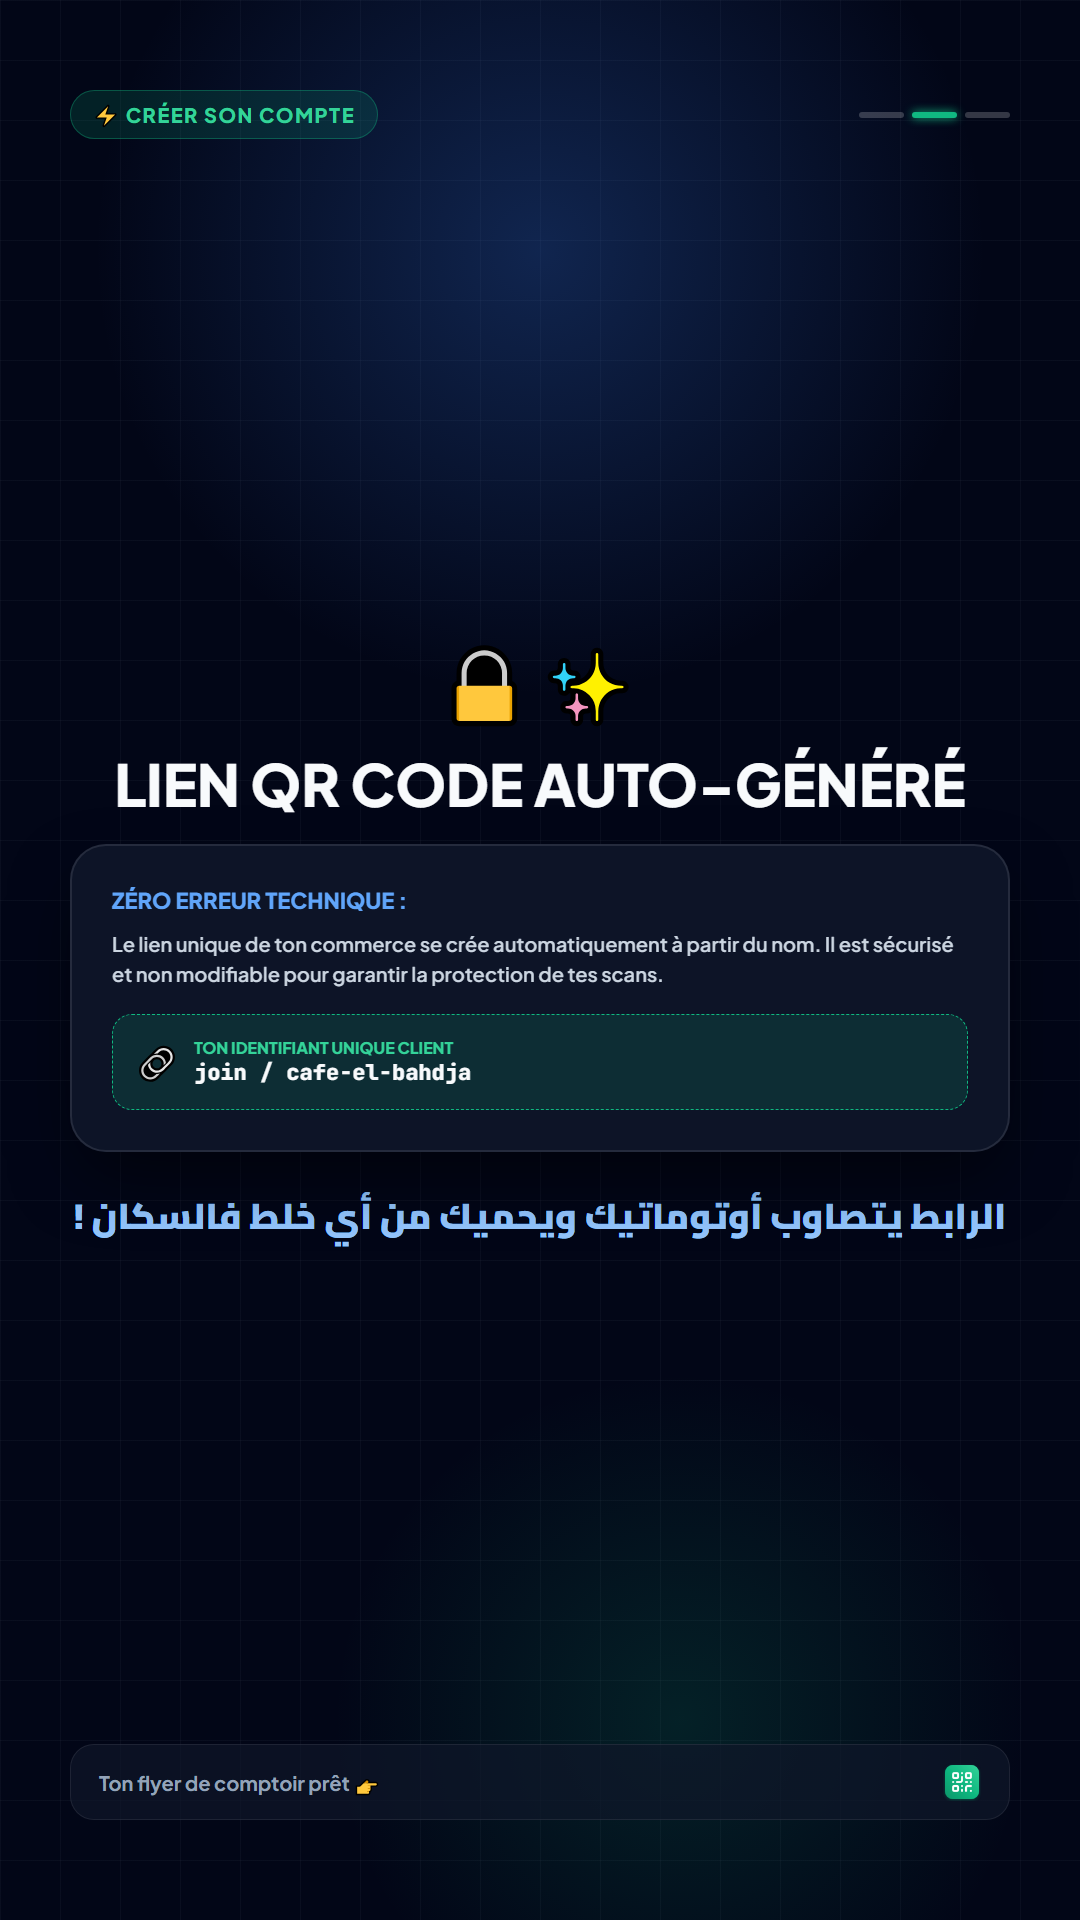 ⚡ CRÉER SON COMPTE
LIEN QR CODE AUTO-GÉNÉRÉ
ZÉRO ERREUR TECHNIQUE :
Le lien unique de ton commerce se crée automatiquement à partir du nom. Il est sécurisé
et non modifiable pour garantir la protection de tes scans.
TON IDENTIFIANT UNIQUE CLIENT
join / cafe-el-bahdja
الرابط يتصاوب أوتوماتيك ويحميك من أي خلط فالسكان !
Ton flyer de comptoir prêt 👉